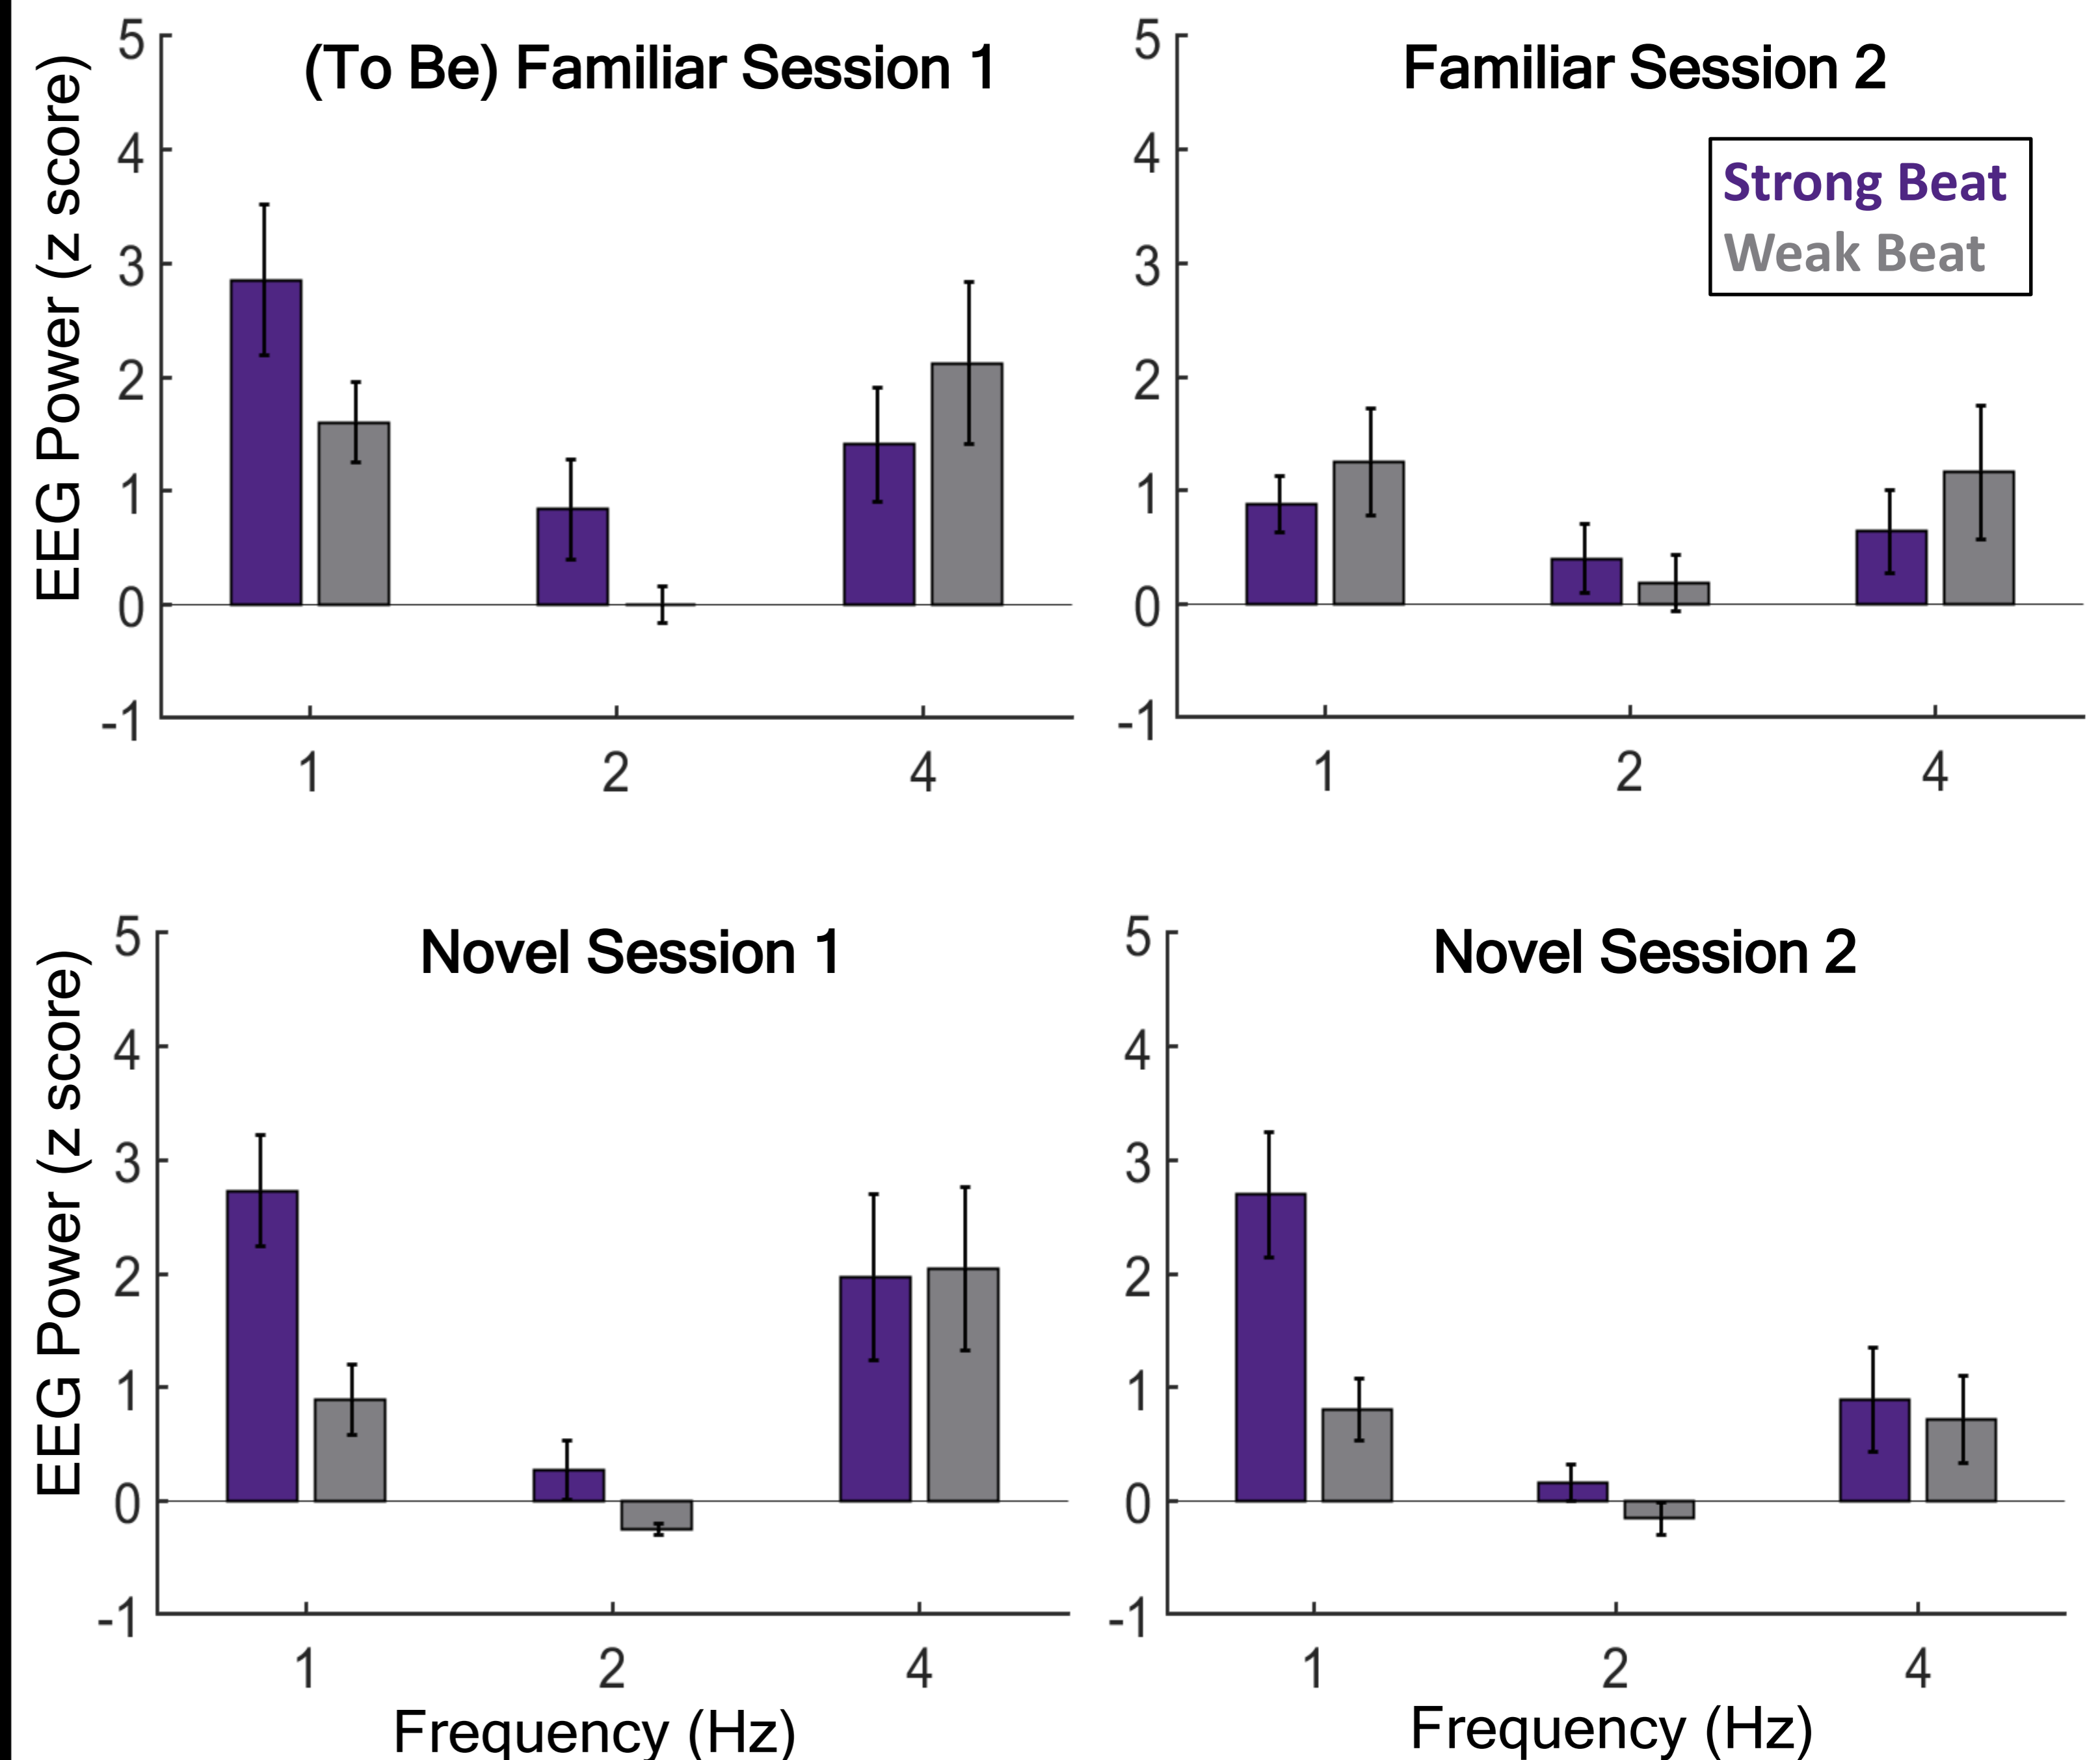 (To Be) Familiar Session 1
EEG Power (z score)
5
4
3
2
1
0
-1
1 2 4
Familiar Session 2
Strong Beat
Weak Beat
5
4
3
2
1
0
-1
1 2 4
Novel Session 1
EEG Power (z score)
5
4
3
2
1
0
-1
1 2 4
Frequency (Hz)
Novel Session 2
5
4
3
2
1
0
-1
1 2 4
Frequency (Hz)